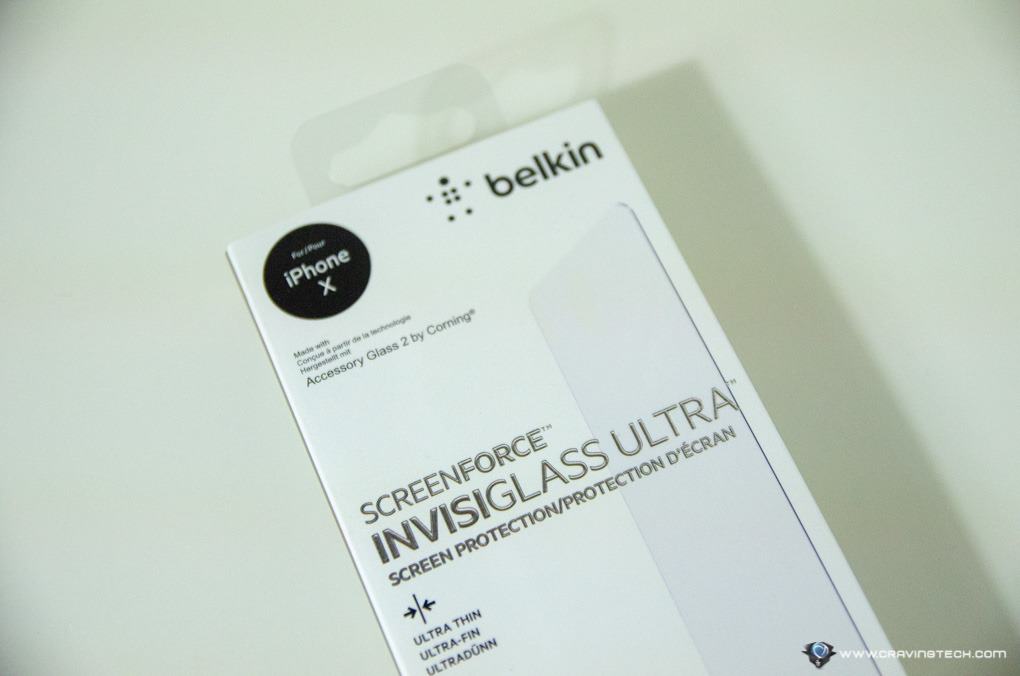 belkin
For/Pour
iPhone
X
Made with
Conçue à partir de la technologie
Hergestellt mit
Accessory Glass 2 by Corning®
SCREENFORCE™
INVISIGLASS ULTRA™
SCREEN PROTECTION/PROTECTION D'ÉCRAN
ULTRA THIN
ULTRA-FIN
ULTRADÜNN
WWW.CRAVINGTECH.COM